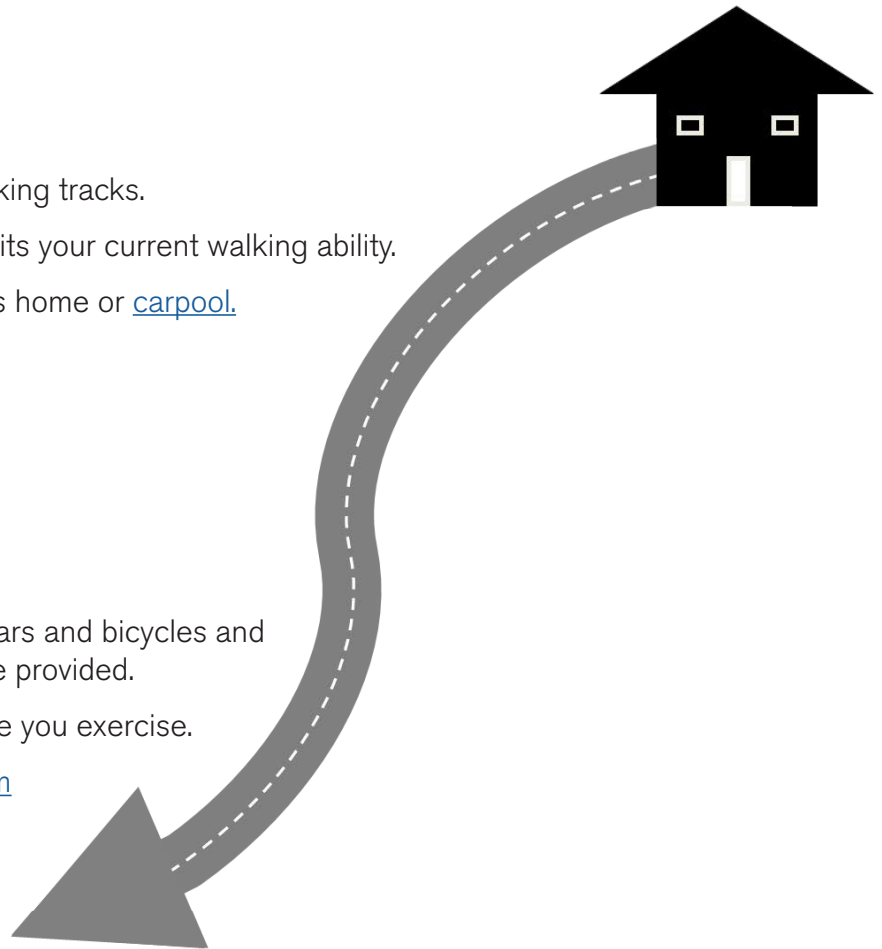 king tracks.
its your current walking ability.
s home or carpool.
ars and bicycles and
e provided.
e you exercise.
n